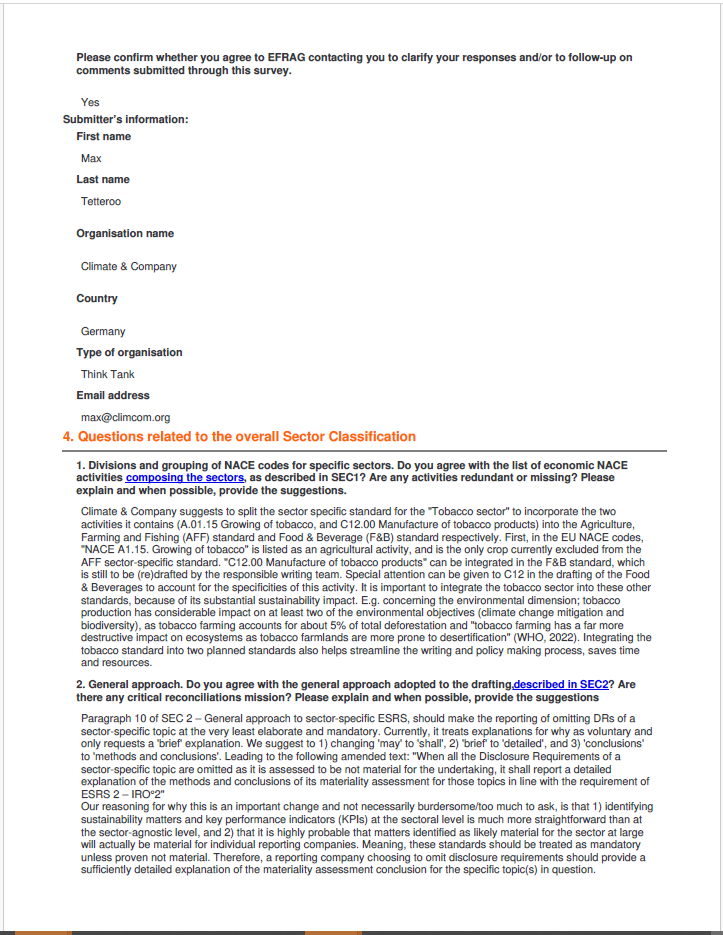 Please confirm whether you agree to EFRAG contacting you to clarify your responses and/or to follow-up on
comments submitted through this survey.
Yes
Submitter's information:
First name
Max
Last name
Tetteroo
Organisation name
Climate & Company
Country
Germany
Type of organisation
Think Tank
Email address
max@climcom.org
4. Questions related to the overall Sector Classification
1. Divisions and grouping of NACE codes for specific sectors. Do you agree with the list of economic NACE
activities composing the sectors, as described in SEC1? Are any activities redundant or missing? Please
explain and when possible, provide the suggestions.
Climate & Company suggests to split the sector specific standard for the "Tobacco sector" to incorporate the two
activities it contains (A.01.15 Growing of tobacco, and C12.00 Manufacture of tobacco products) into the Agriculture,
Farming and Fishing (AFF) standard and Food & Beverage (F&B) standard respectively. First, in the EU NACE codes,
"NACE A1.15. Growing of tobacco" is listed as an agricultural activity, and is the only crop currently excluded from the
AFF sector-specific standard. "C12.00 Manufacture of tobacco products" can be integrated in the F&B standard, which
is still to be (re)drafted by the responsible writing team. Special attention can be given to C12 in the drafting of the Food
& Beverages to account for the specificities of this activity. It is important to integrate the tobacco sector into these other
standards, because of its substantial sustainability impact. E.g. concerning the environmental dimension; tobacco
production has considerable impact on at least two of the environmental objectives (climate change mitigation and
biodiversity), as tobacco farming accounts for about 5% of total deforestation and "tobacco farming has a far more
destructive impact on ecosystems as tobacco farmlands are more prone to desertification" (WHO, 2022). Integrating the
tobacco standard into two planned standards also helps streamline the writing and policy making process, saves time
and resources.
2. General approach. Do you agree with the general approach adopted to the drafting,described in SEC2? Are
there any critical reconciliations mission? Please explain and when possible, provide the suggestions
Paragraph 10 of SEC 2 – General approach to sector-specific ESRS, should make the reporting of omitting DRs of a
sector-specific topic at the very least elaborate and mandatory. Currently, it treats explanations for why as voluntary and
only requests a 'brief' explanation. We suggest to 1) changing 'may' to 'shall', 2) 'brief' to 'detailed', and 3) 'conclusions'
to 'methods and conclusions'. Leading to the following amended text: "When all the Disclosure Requirements of a
sector-specific topic are omitted as it is assessed to be not material for the undertaking, it shall report a detailed
explanation of the methods and conclusions of its materiality assessment for those topics in line with the requirement of
ESRS 2 – IRO°2"
Our reasoning for why this is an important change and not necessarily burdersome/too much to ask, is that 1) identifying
sustainability matters and key performance indicators (KPIs) at the sectoral level is much more straightforward than at
the sector-agnostic level, and 2) that it is highly probable that matters identified as likely material for the sector at large
will actually be material for individual reporting companies. Meaning, these standards should be treated as mandatory
unless proven not material. Therefore, a reporting company choosing to omit disclosure requirements should provide a
sufficiently detailed explanation of the materiality assessment conclusion for the specific topic(s) in question.